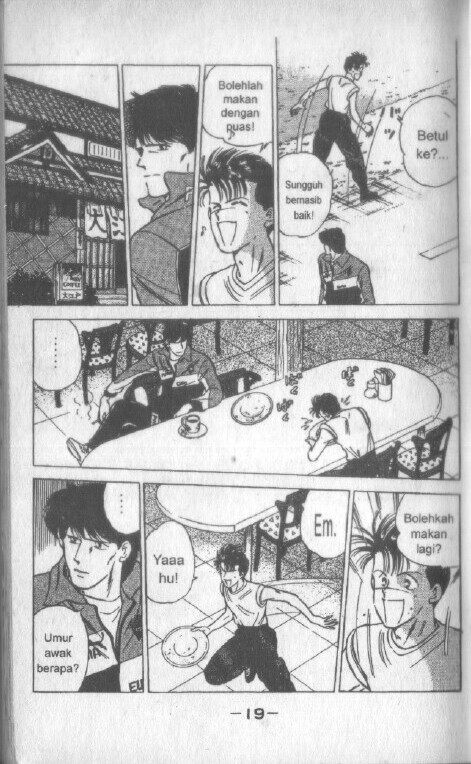 Betul
ke?...
Sungguh
bernasib
baik!
Bolehlah
makan
dengan
puas!
......
Bolehkah
makan
lagi?
Em.
Yaaa
hu!
....
Umur
awak
berapa?
—19—